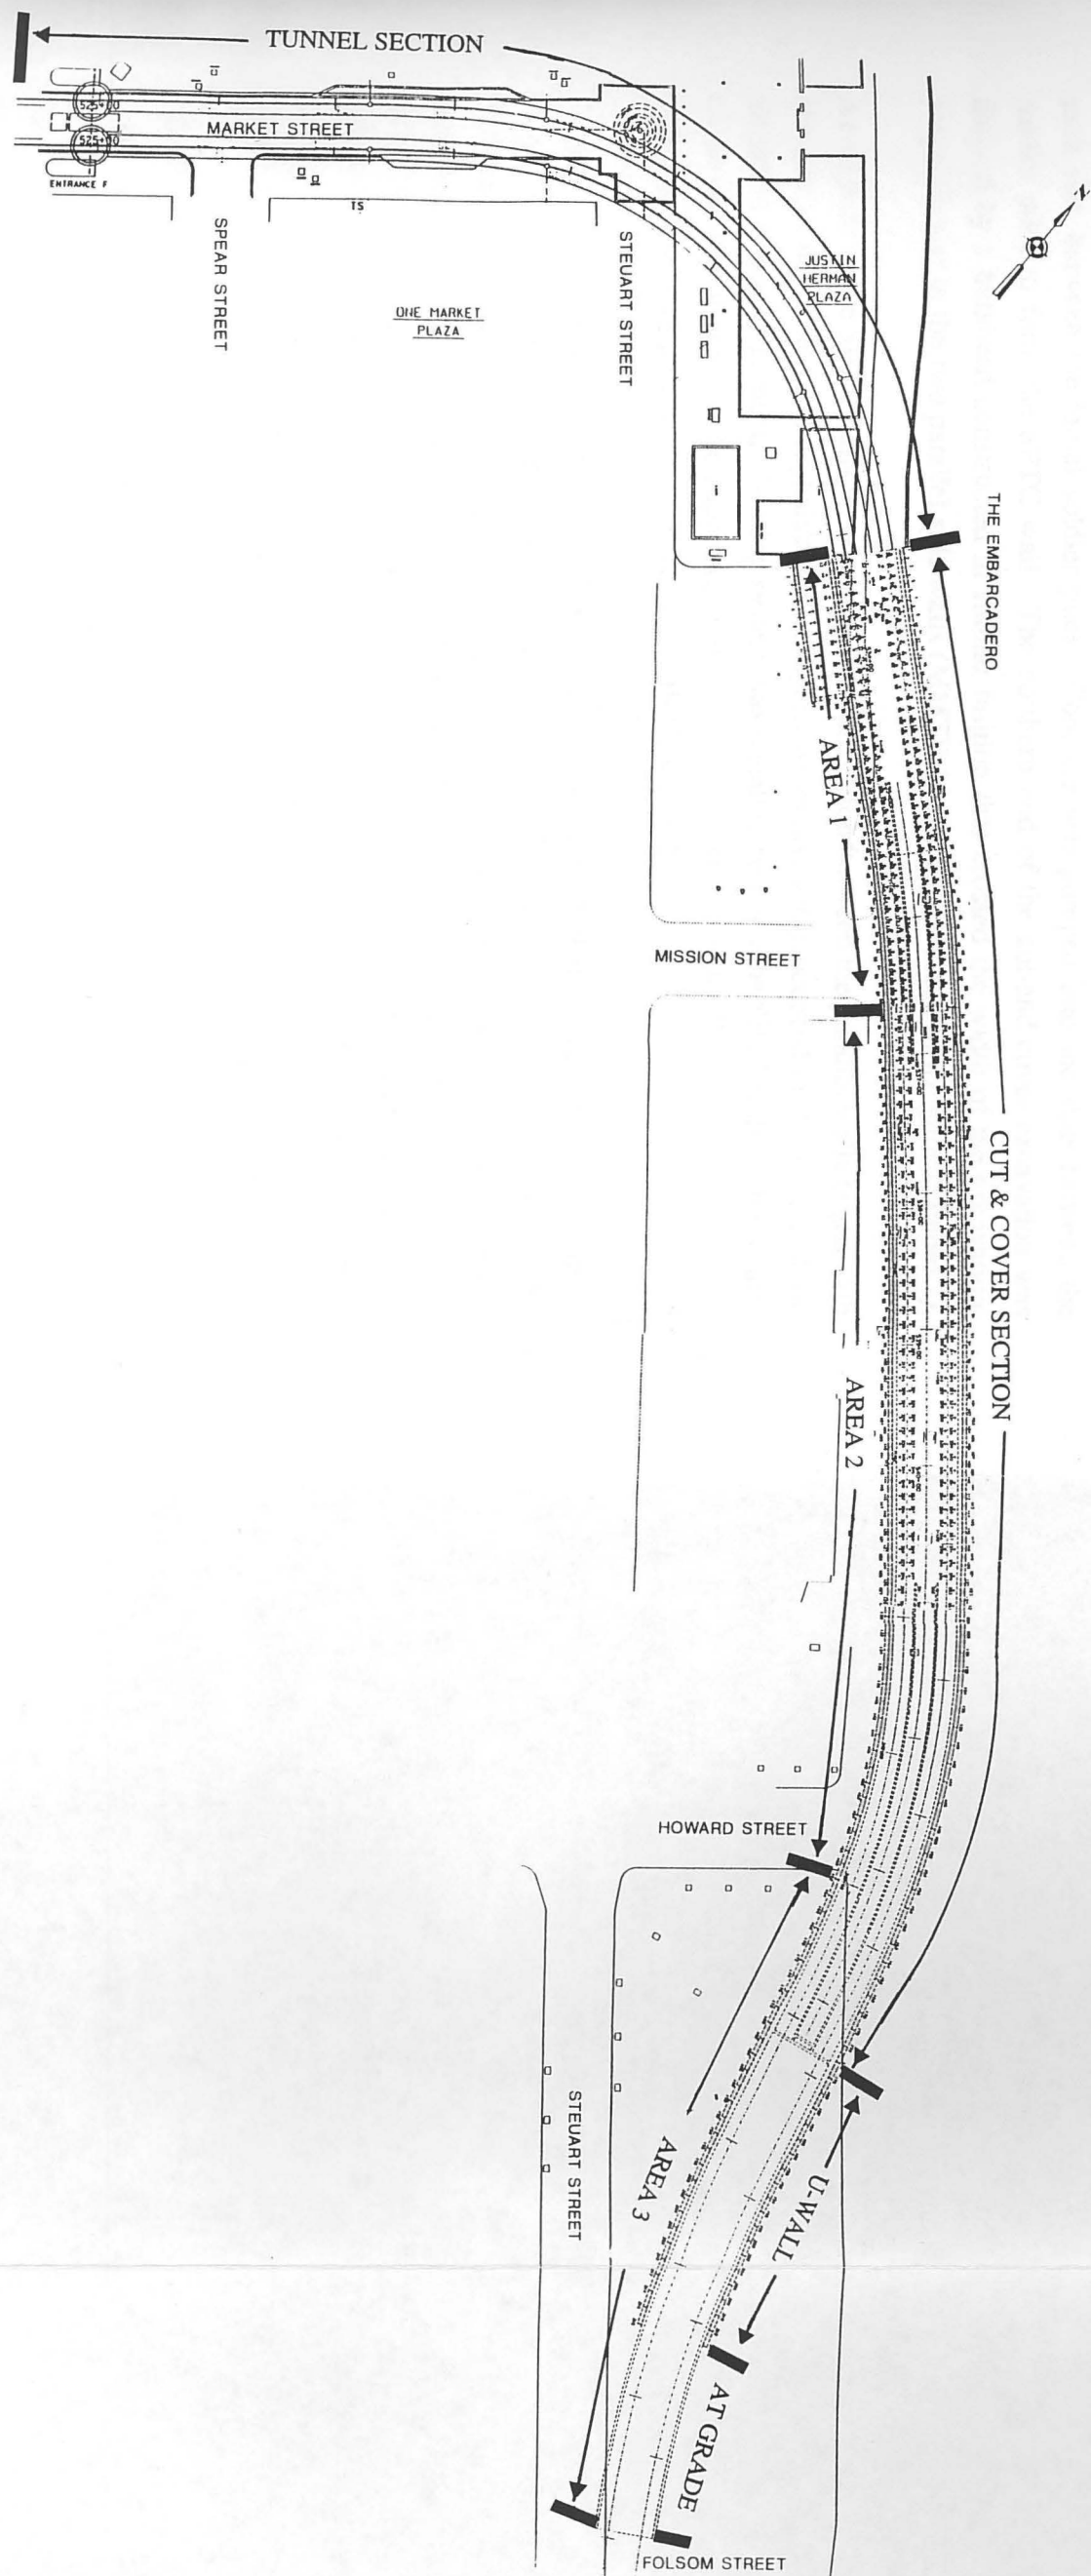 TUNNEL SECTION
MARKET STREET
ENTRANCE F
TS
SPEAR STREET
ONE MARKET
PLAZA
STEUART STREET
JUSTIN
HERMAN
PLAZA
THE EMBARCADERO
AREA 1
MISSION STREET
CUT & COVER SECTION
AREA 2
HOWARD STREET
STEUART STREET
AREA 3
U-WALL
AT GRADE
FOLSOM STREET